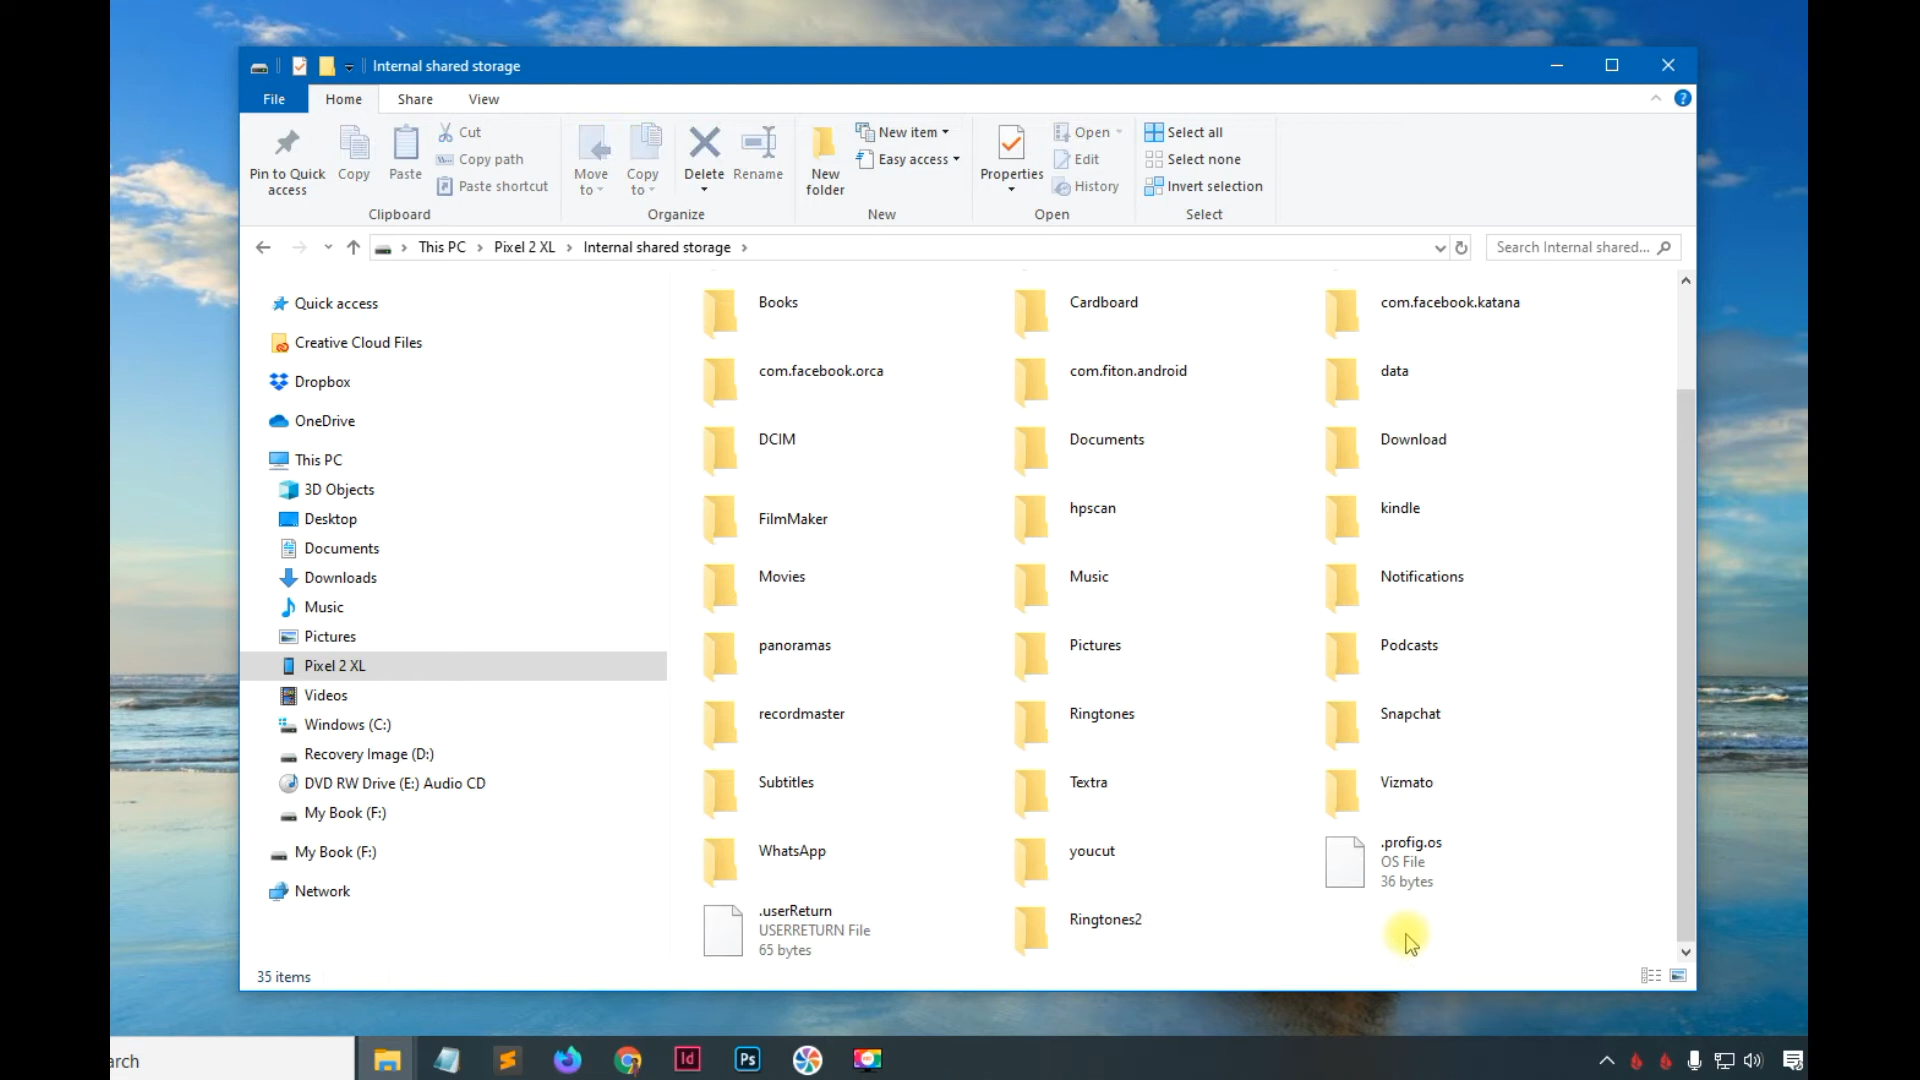 Internal shared storage
File
Home
Share
View
?
Pin to Quick
access
Copy
Paste
Cut
Copy path
Paste shortcut
Clipboard
Move
to
Copy
to
Delete
Rename
Organize
New
folder
New item
Easy access
New
Properties
Open
Edit
History
Open
Select all
Select none
Invert selection
Select
This PC
Pixel 2 XL
Internal shared storage
Search Internal shared...
Quick access
Creative Cloud Files
Dropbox
OneDrive
This PC
3D Objects
Desktop
Documents
Downloads
Music
Pictures
Pixel 2 XL
Videos
Windows (C:)
Recovery Image (D:)
DVD RW Drive (E:) Audio CD
My Book (F:)
My Book (F:)
Network
Books
Cardboard
com.facebook.katana
com.facebook.orca
com.fiton.android
data
DCIM
Documents
Download
FilmMaker
hpscan
kindle
Movies
Music
Notifications
panoramas
Pictures
Podcasts
recordmaster
Ringtones
Snapchat
Subtitles
Textra
Vizmato
WhatsApp
youcut
.profig.os
OS File
36 bytes
.userReturn
USERRETURN File
65 bytes
Ringtones2
35 items
arch
Id
Ps